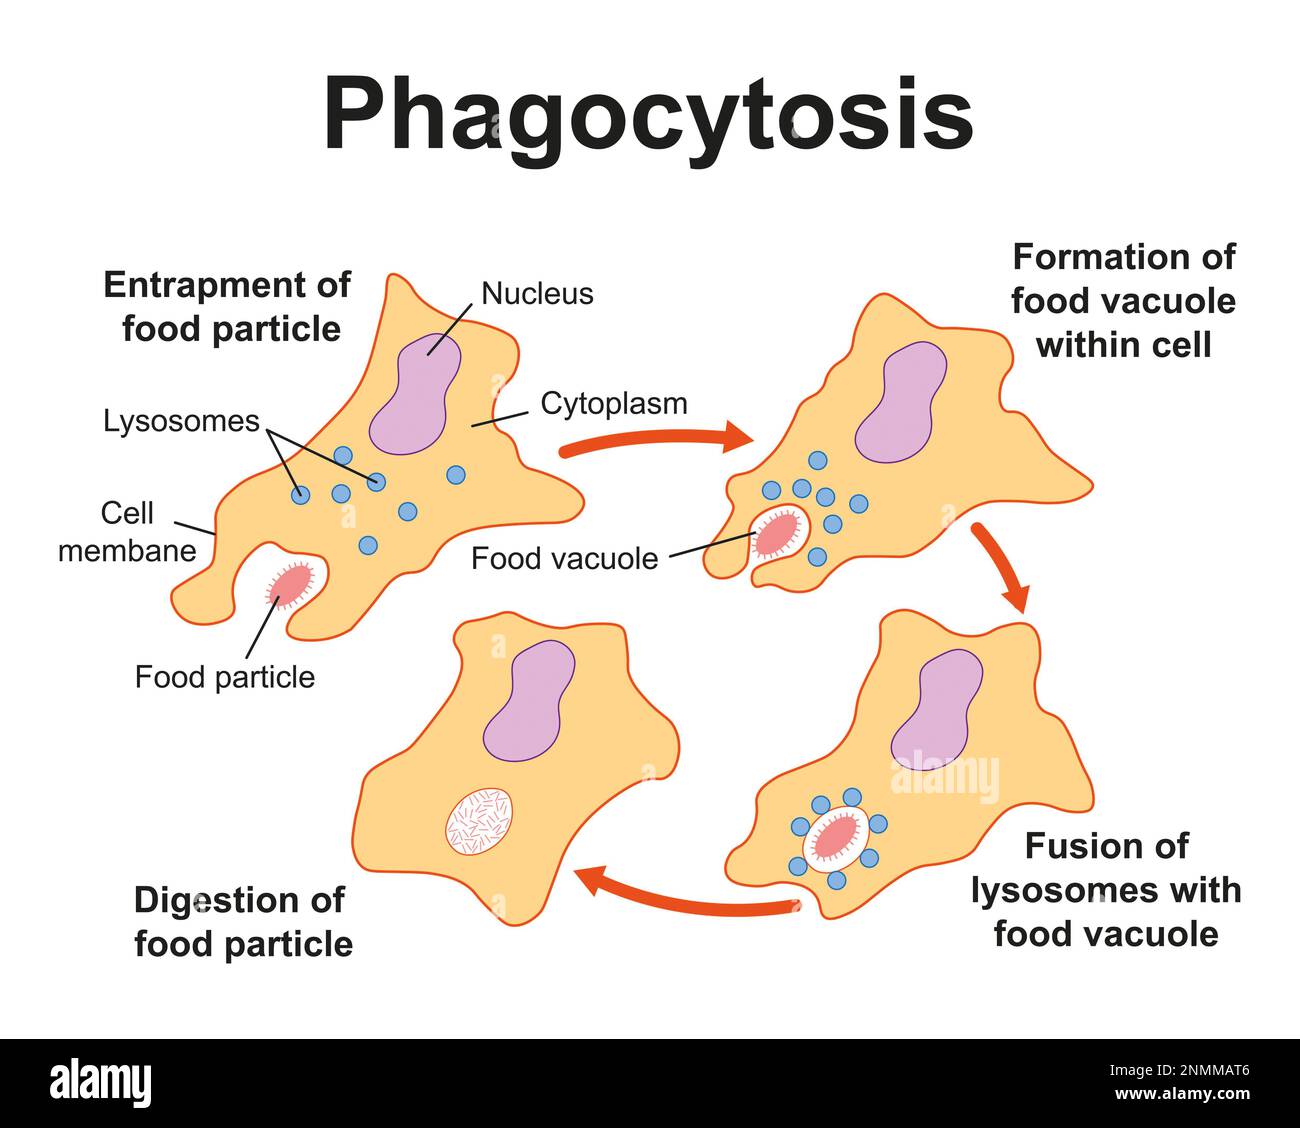 Phagocytosis
Entrapment of
food particle
Nucleus
Cytoplasm
Lysosomes
Cell
membane
Food particle
Formation of
food vacuole
within cell
Food vacuole
Fusion of
lysosomes with
food vacuole
Digestion of
food particle
a
a
a
a
a
a
a
alamy
alamy
Image ID: 2NMMAT6
www.alamy.com